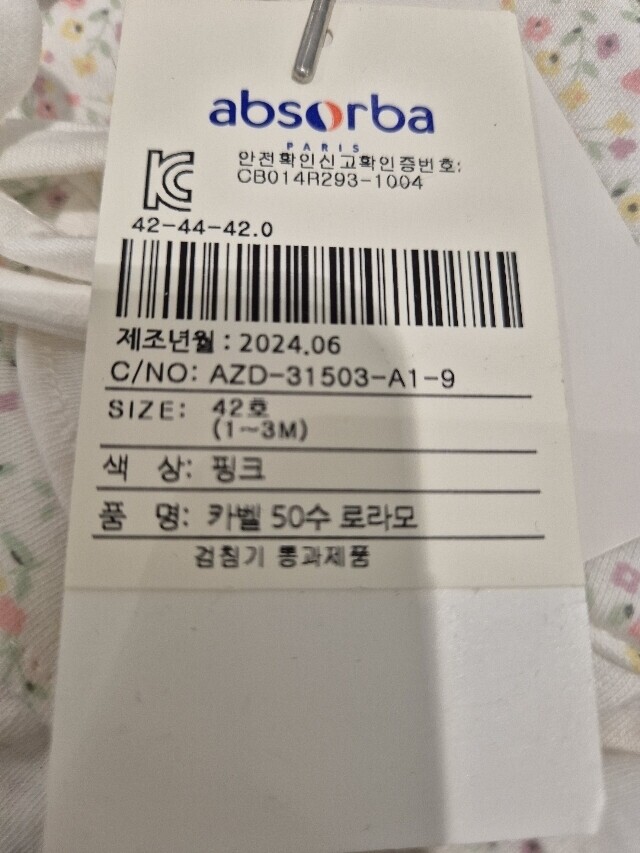 absorba
PARIS
안전확인신고확인증번호:
CB014R293-1004
42-44-42.0
제조년월 : 2024.06
C/NO: AZD-31503-A1-9
SIZE: 42호
(1~3M)
색 상: 핑크
품 명: 카벨 50수 로라모
검침기 통과제품